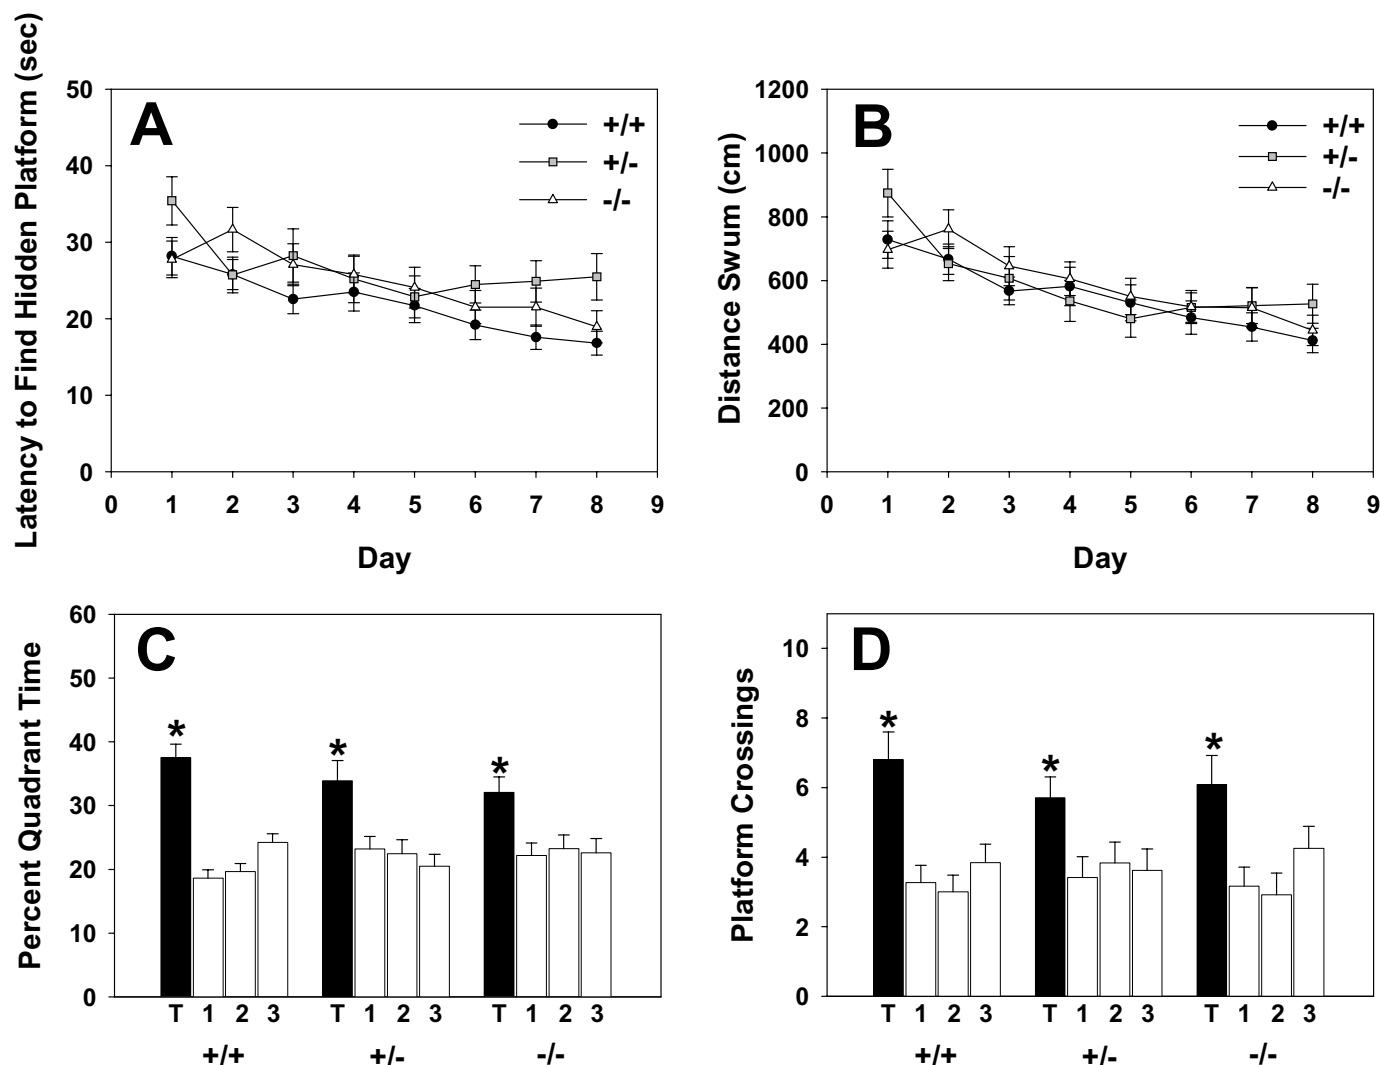 Latency to Find Hidden Platform (sec)
50
40
30
20
10
0
A
+/+
+/-
-/-
0 1 2 3 4 5 6 7 8 9
Day
Distance Swum (cm)
1200
1000
800
600
400
200
0
B
+/+
+/-
-/-
0 1 2 3 4 5 6 7 8 9
Day
Percent Quadrant Time
60
50
40
30
20
10
0
C
* * *
T 1 2 3 T 1 2 3 T 1 2 3
+/+ +/- -/-
Platform Crossings
10
8
6
4
2
0
D
* * *
T 1 2 3 T 1 2 3 T 1 2 3
+/+ +/- -/-